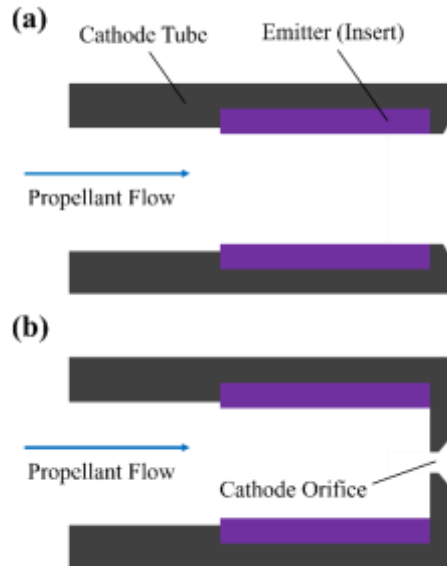 (a)
Cathode Tube
Emitter (Insert)
Propellant Flow
(b)
Propellant Flow
Cathode Orifice